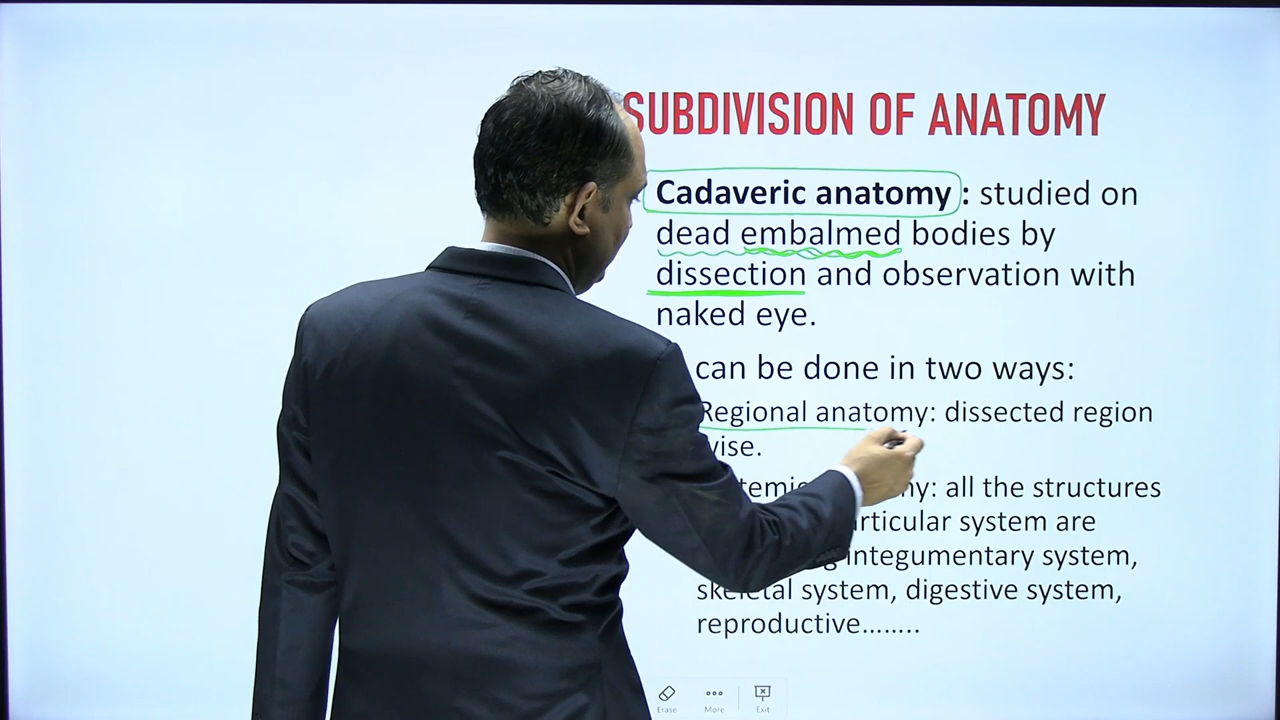 SUBDIVISION OF ANATOMY
Cadaveric anatomy : studied on
dead embalmed bodies by
dissection and observation with
naked eye.
can be done in two ways:
Regional anatomy: dissected region
wise.
all the structures
system are
integumentary system,
skeletal system, digestive system,
reproductive........
Erase More Exit